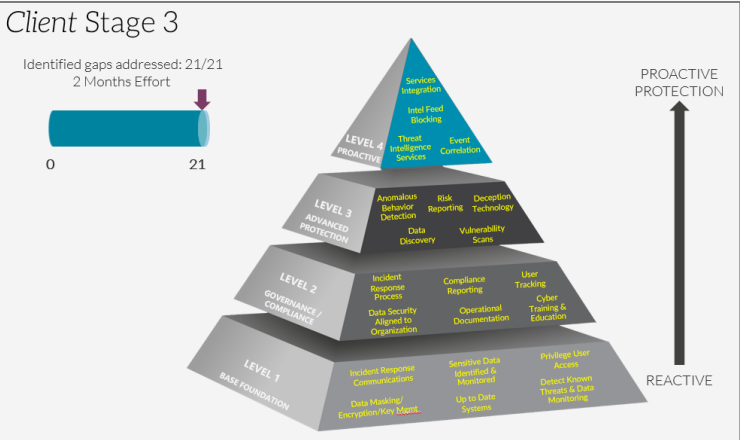 Client Stage 3
Identified gaps addressed: 21/21
2 Months Effort
0
21
PROACTIVE
PROTECTION
REACTIVE
LEVEL 4
PROACTIVE
Services
Integration
Intel Feed
Blocking
Threat
Intelligence
Services
Event
Correlation
LEVEL 3
ADVANCED
PROTECTION
Anomalous
Behavior
Detection
Risk
Reporting
Deception
Technology
Data
Discovery
Vulnerability
Scans
LEVEL 2
GOVERNANCE /
COMPLIANCE
Incident
Response
Process
Compliance
Reporting
User
Tracking
Data Security
Aligned to
Organization
Operational
Documentation
Cyber
Training &
Education
LEVEL 1
BASE FOUNDATION
Incident Response
Communications
Sensitive Data
Identified &
Monitored
Privilege User
Access
Data Masking/
Encryption/Key Mgmt
Up to Date
Systems
Detect Known
Threats & Data
Monitoring